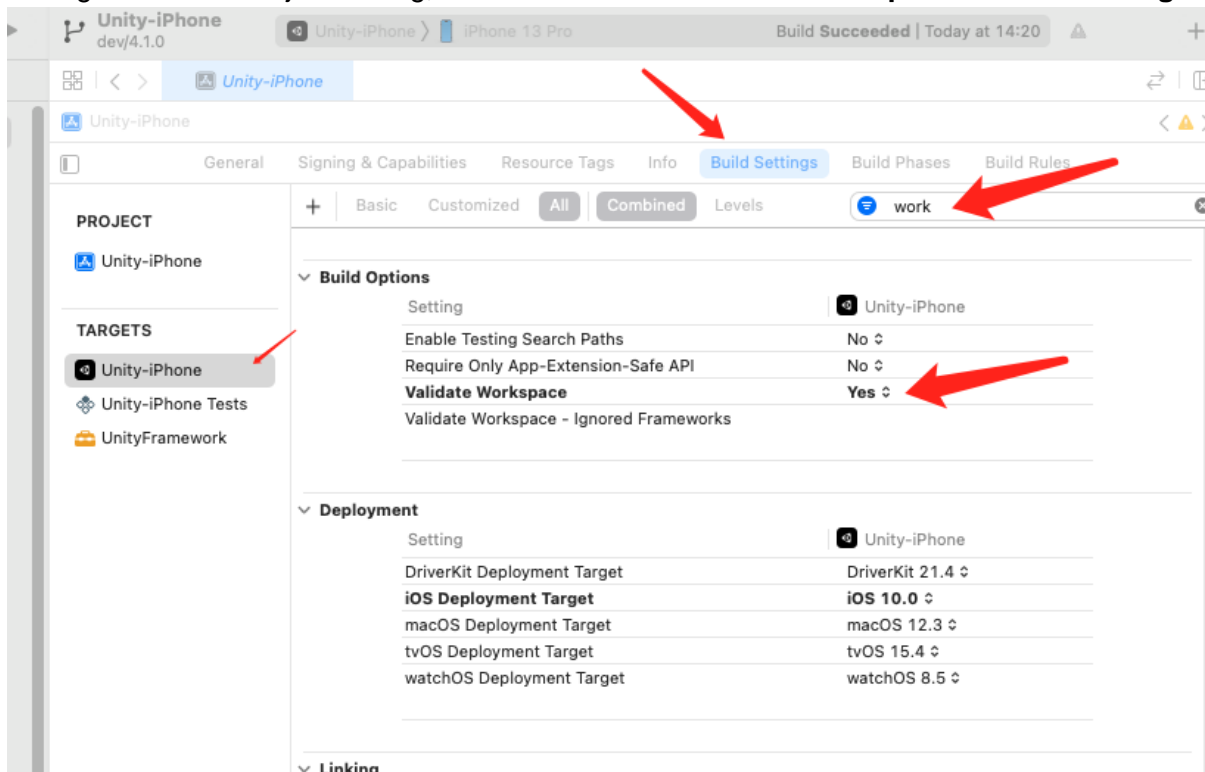 Unity-iPhone
dev/4.1.0
Unity-iPhone 〉 iPhone 13 Pro
Build Succeeded | Today at 14:20
Unity-iPhone
Unity-iPhone
General Signing & Capabilities Resource Tags Info Build Settings Build Phases Build Rules
+ Basic Customized All Combined Levels work
PROJECT
Unity-iPhone
TARGETS
Unity-iPhone
Unity-iPhone Tests
UnityFramework
Build Options
Setting Unity-iPhone
Enable Testing Search Paths No
Require Only App-Extension-Safe API No
Validate Workspace Yes
Validate Workspace - Ignored Frameworks
Deployment
Setting Unity-iPhone
DriverKit Deployment Target DriverKit 21.4
iOS Deployment Target iOS 10.0
macOS Deployment Target macOS 12.3
tvOS Deployment Target tvOS 15.4
watchOS Deployment Target watchOS 8.5
Linking